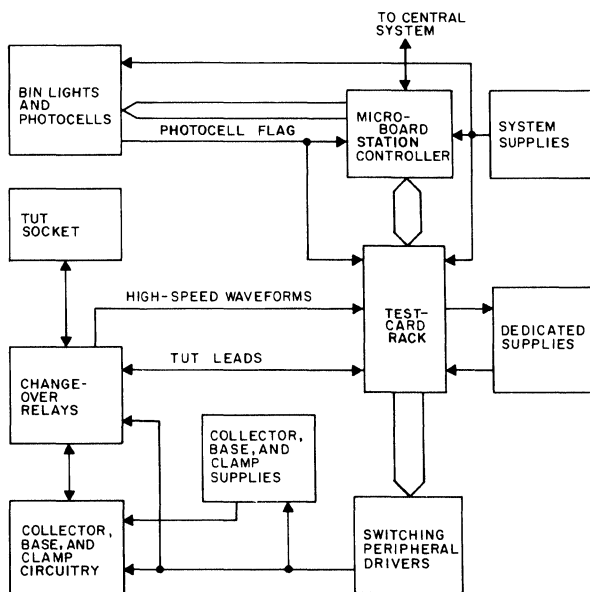 TO CENTRAL
SYSTEM
BIN LIGHTS
AND
PHOTOCELLS
PHOTOCELL FLAG
MICRO-
BOARD
STATION
CONTROLLER
SYSTEM
SUPPLIES
TUT
SOCKET
HIGH-SPEED WAVEFORMS
TEST-
CARD
RACK
DEDICATED
SUPPLIES
TUT LEADS
CHANGE-
OVER
RELAYS
COLLECTOR,
BASE, AND
CLAMP
SUPPLIES
COLLECTOR,
BASE, AND
CLAMP
CIRCUITRY
SWITCHING
PERIPHERAL
DRIVERS